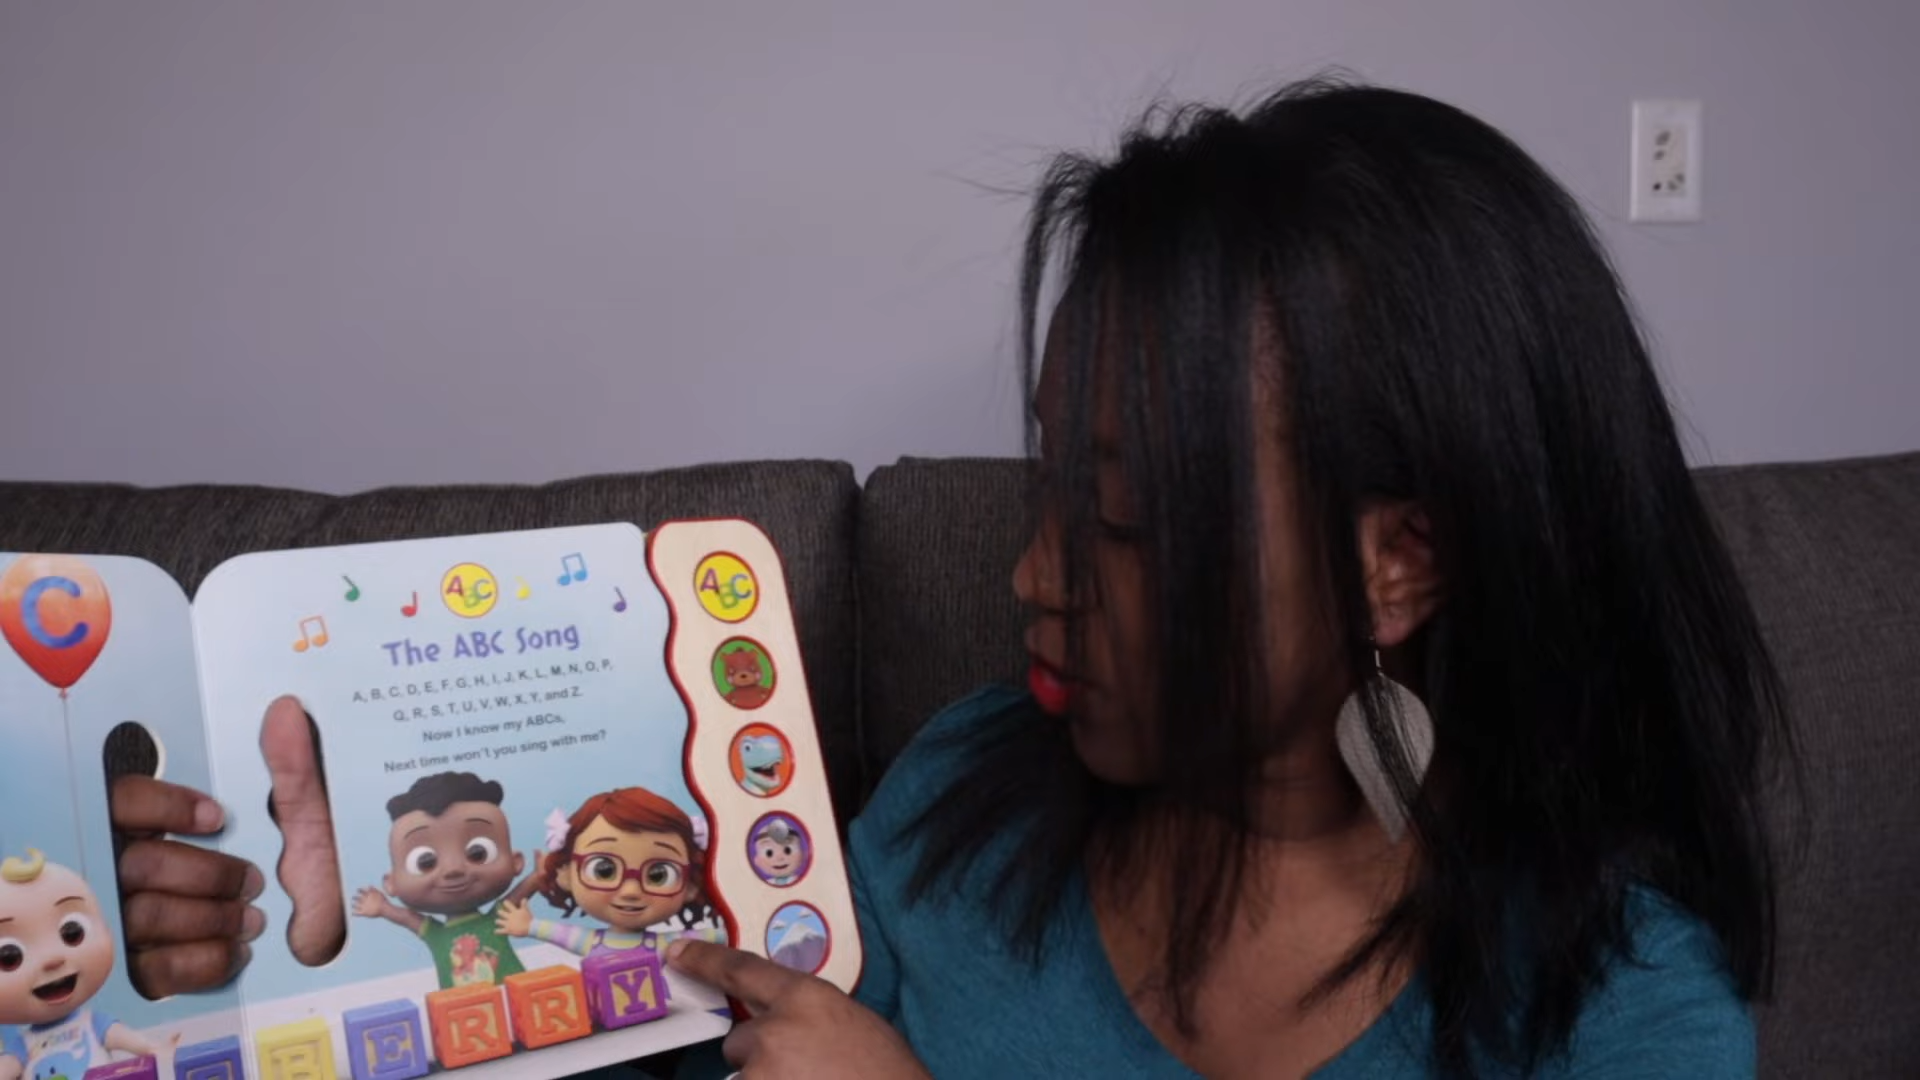 C
ABC
The ABC Song
A, B, C, D, E, F, G, H, I, J, K, L, M, N, O, P,
Q, R, S, T, U, V, W, X, Y, and Z.
Now I know my ABCs,
Next time won't you sing with me?
ABC
B E R R Y